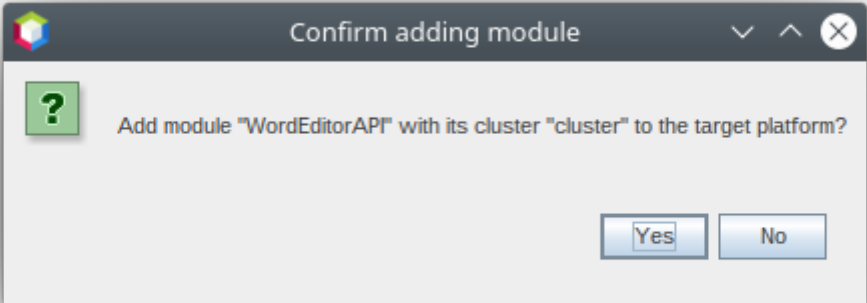 Confirm adding module
?
Add module "WordEditorAPI" with its cluster "cluster" to the target platform?
Yes
No